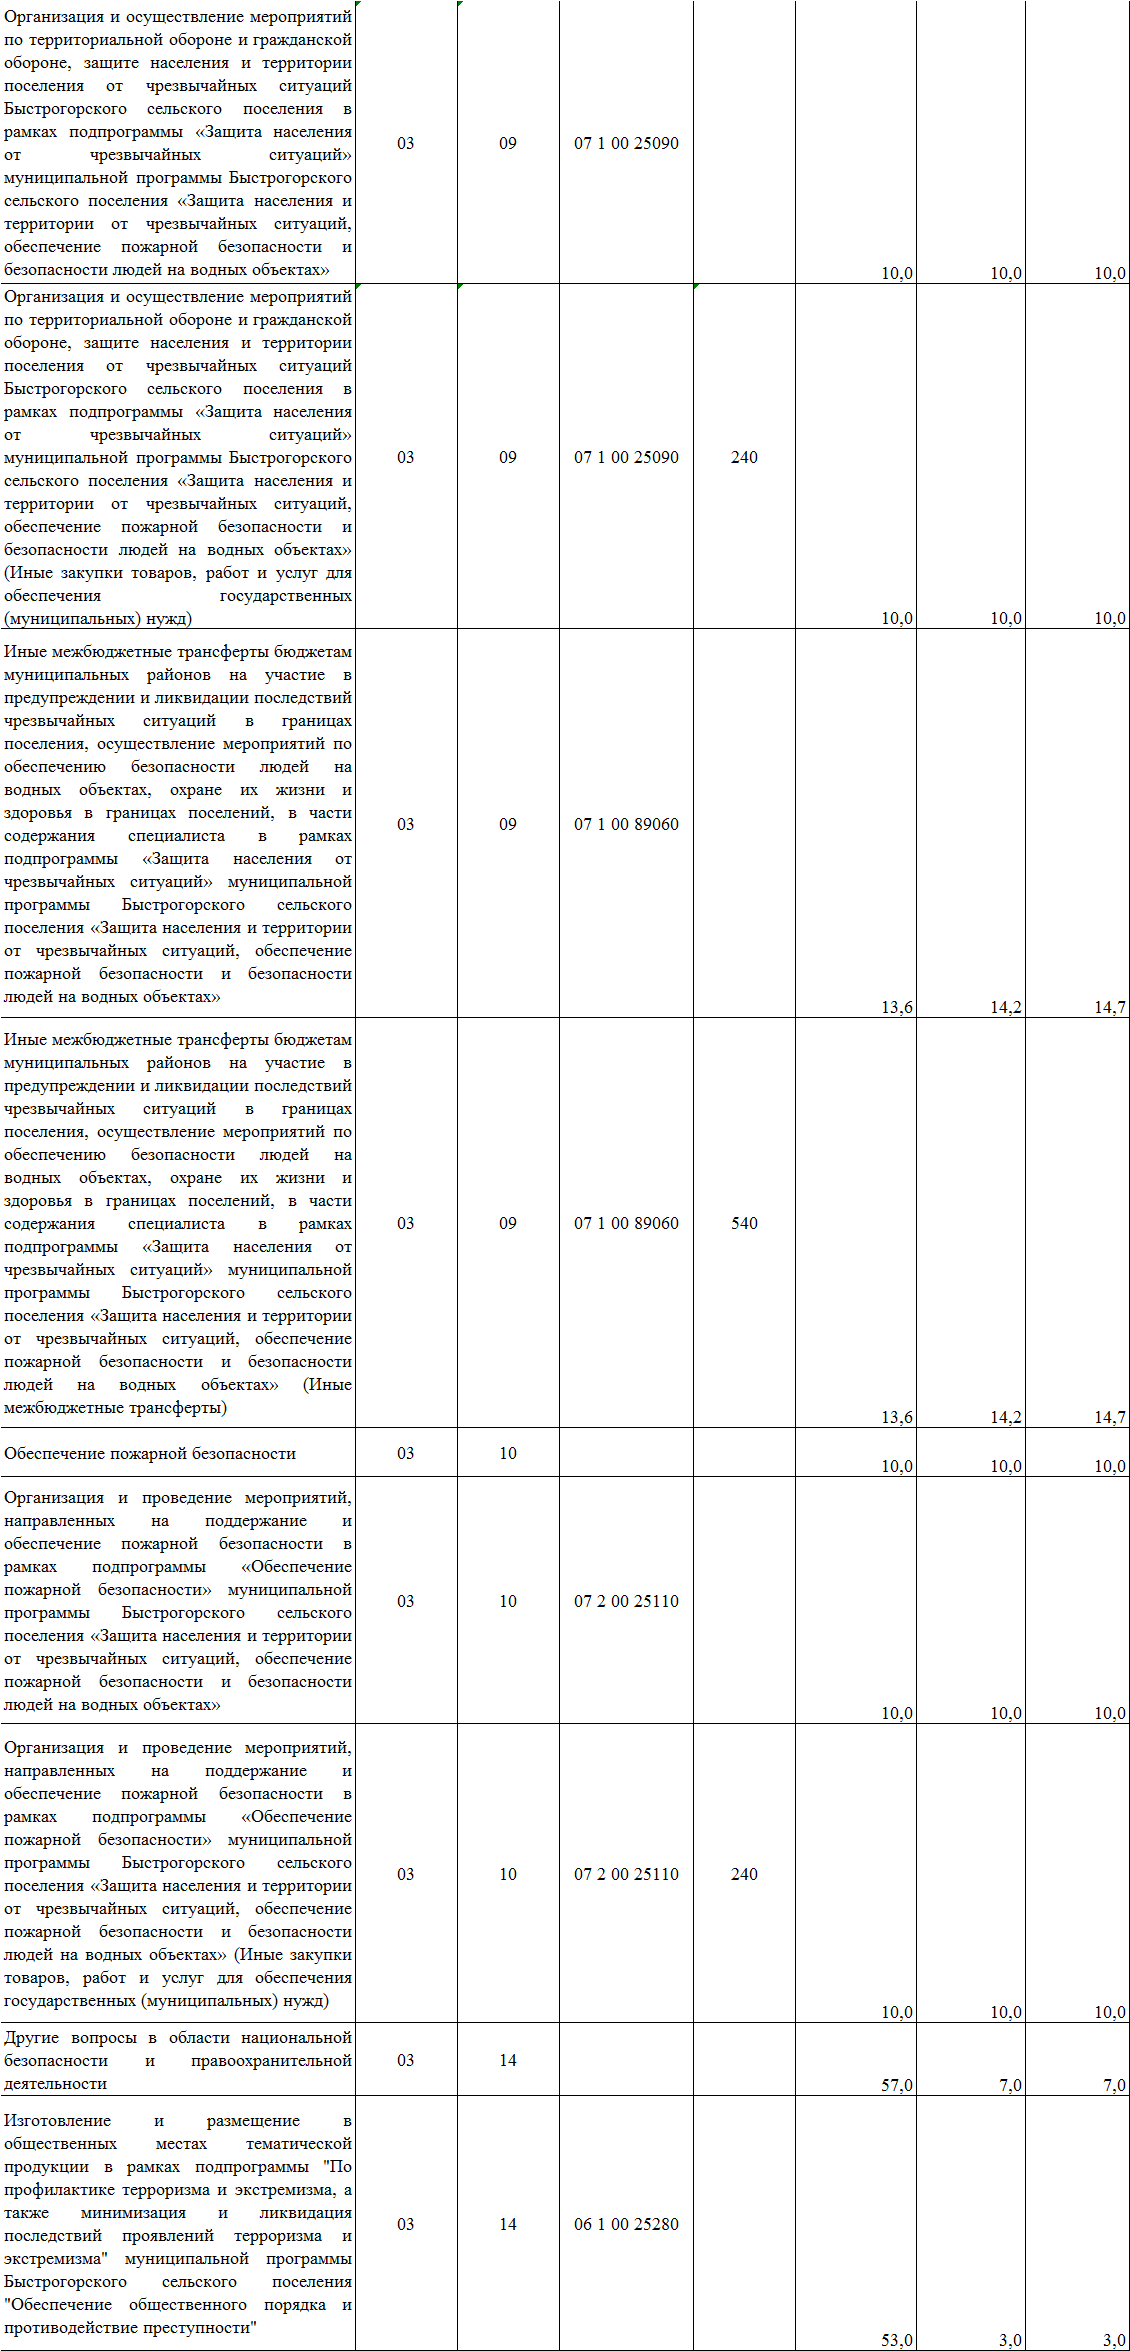 Организация и осуществление мероприятий
по территориальной обороне и гражданской
обороне, защите населения и территории
поселения от чрезвычайных ситуаций
Быстрогорского сельского поселения в
рамках подпрограммы «Защита населения
от чрезвычайных ситуаций»
муниципальной программы Быстрогорского
сельского поселения «Защита населения и
территории от чрезвычайных ситуаций,
обеспечение пожарной безопасности и
безопасности людей на водных объектах»
03 09 07 1 00 25090 10,0 10,0 10,0
Организация и осуществление мероприятий
по территориальной обороне и гражданской
обороне, защите населения и территории
поселения от чрезвычайных ситуаций
Быстрогорского сельского поселения в
рамках подпрограммы «Защита населения
от чрезвычайных ситуаций»
муниципальной программы Быстрогорского
сельского поселения «Защита населения и
территории от чрезвычайных ситуаций,
обеспечение пожарной безопасности и
безопасности людей на водных объектах»
(Иные закупки товаров, работ и услуг для
обеспечения государственных
(муниципальных) нужд)
03 09 07 1 00 25090 240 10,0 10,0 10,0
Иные межбюджетные трансферты бюджетам
муниципальных районов на участие в
предупреждении и ликвидации последствий
чрезвычайных ситуаций в границах
поселения, осуществление мероприятий по
обеспечению безопасности людей на
водных объектах, охране их жизни и
здоровья в границах поселений, в части
содержания специалиста в рамках
подпрограммы «Защита населения от
чрезвычайных ситуаций» муниципальной
программы Быстрогорского сельского
поселения «Защита населения и территории
от чрезвычайных ситуаций, обеспечение
пожарной безопасности и безопасности
людей на водных объектах»
03 09 07 1 00 89060 13,6 14,2 14,7
Иные межбюджетные трансферты бюджетам
муниципальных районов на участие в
предупреждении и ликвидации последствий
чрезвычайных ситуаций в границах
поселения, осуществление мероприятий по
обеспечению безопасности людей на
водных объектах, охране их жизни и
здоровья в границах поселений, в части
содержания специалиста в рамках
подпрограммы «Защита населения от
чрезвычайных ситуаций» муниципальной
программы Быстрогорского сельского
поселения «Защита населения и территории
от чрезвычайных ситуаций, обеспечение
пожарной безопасности и безопасности
людей на водных объектах» (Иные
межбюджетные трансферты)
03 09 07 1 00 89060 540 13,6 14,2 14,7
Обеспечение пожарной безопасности 03 10 10,0 10,0 10,0
Организация и проведение мероприятий,
направленных на поддержание и
обеспечение пожарной безопасности в
рамках подпрограммы «Обеспечение
пожарной безопасности» муниципальной
программы Быстрогорского сельского
поселения «Защита населения и территории
от чрезвычайных ситуаций, обеспечение
пожарной безопасности и безопасности
людей на водных объектах»
03 10 07 2 00 25110 10,0 10,0 10,0
Организация и проведение мероприятий,
направленных на поддержание и
обеспечение пожарной безопасности в
рамках подпрограммы «Обеспечение
пожарной безопасности» муниципальной
программы Быстрогорского сельского
поселения «Защита населения и территории
от чрезвычайных ситуаций, обеспечение
пожарной безопасности и безопасности
людей на водных объектах» (Иные закупки
товаров, работ и услуг для обеспечения
государственных (муниципальных) нужд)
03 10 07 2 00 25110 240 10,0 10,0 10,0
Другие вопросы в области национальной
безопасности и правоохранительной
деятельности
03 14 57,0 7,0 7,0
Изготовление и размещение в
общественных местах тематической
продукции в рамках подпрограммы "По
профилактике терроризма и экстремизма, а
также минимизация и ликвидация
последствий проявлений терроризма и
экстремизма" муниципальной программы
Быстрогорского сельского поселения
"Обеспечение общественного порядка и
противодействие преступности"
03 14 06 1 00 25280 53,0 3,0 3,0